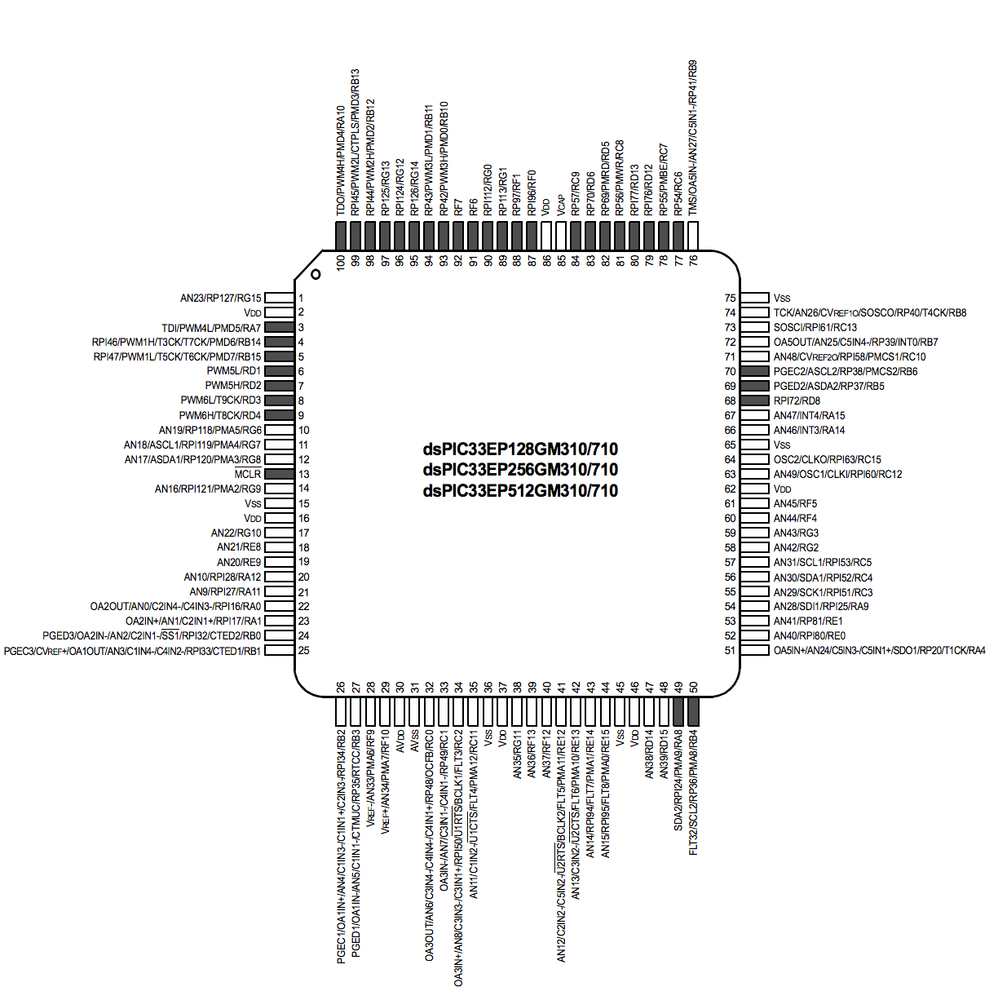 TDO/PWM4H/PMD4/RA10
RPI45/PWM2L/CTPLS/PMD3/RB13
RPI44/PWM2H/PMD2/RB12
RP125/RG13
RPI124/RG12
RP126/RG14
RP43/PWM3L/PMD1/RB11
RP42/PWM3H/PMD0/RB10
RF7
RF6
RPI112/RG0
RP113/RG1
RP97/RF1
RPI96/RF0
VDD
VCAP
RP57/RC9
RP70/RD6
RP69/PMRD/RD5
RP56/PMWR/RC8
RPI77/RD13
RPI76/RD12
RP55/PMBE/RC7
RP54/RC6
TMS/OA5IN-/AN27/C5IN1-/RP41/RB9
100 99 98 97 96 95 94 93 92 91 90 89 88 87 86 85 84 83 82 81 80 79 78 77 76
AN23/RP127/RG15 1
VDD 2
TDI/PWM4L/PMD5/RA7 3
RPI46/PWM1H/T3CK/T7CK/PMD6/RB14 4
RPI47/PWM1L/T5CK/T6CK/PMD7/RB15 5
PWM5L/RD1 6
PWM5H/RD2 7
PWM6L/T9CK/RD3 8
PWM6H/T8CK/RD4 9
AN19/RP118/PMA5/RG6 10
AN18/ASCL1/RPI119/PMA4/RG7 11
AN17/ASDA1/RP120/PMA3/RG8 12
MCLR 13
AN16/RPI121/PMA2/RG9 14
VSS 15
VDD 16
AN22/RG10 17
AN21/RE8 18
AN20/RE9 19
AN10/RPI28/RA12 20
AN9/RPI27/RA11 21
OA2OUT/AN0/C2IN4-/C4IN3-/RPI16/RA0 22
OA2IN+/AN1/C2IN1+/RPI17/RA1 23
PGED3/OA2IN-/AN2/C2IN1-/SS1/RPI32/CTED2/RB0 24
PGEC3/CVREF+/OA1OUT/AN3/C1IN4-/C4IN2-/RPI33/CTED1/RB1 25
dsPIC33EP128GM310/710
dsPIC33EP256GM310/710
dsPIC33EP512GM310/710
75 VSS
74 TCK/AN26/CVREF1O/SOSCO/RP40/T4CK/RB8
73 SOSCI/RPI61/RC13
72 OA5OUT/AN25/C5IN4-/RP39/INT0/RB7
71 AN48/CVREF2O/RPI58/PMCS1/RC10
70 PGEC2/ASCL2/RP38/PMCS2/RB6
69 PGED2/ASDA2/RP37/RB5
68 RPI72/RD8
67 AN47/INT4/RA15
66 AN46/INT3/RA14
65 VSS
64 OSC2/CLKO/RPI63/RC15
63 AN49/OSC1/CLKI/RPI60/RC12
62 VDD
61 AN45/RF5
60 AN44/RF4
59 AN43/RG3
58 AN42/RG2
57 AN31/SCL1/RPI53/RC5
56 AN30/SDA1/RPI52/RC4
55 AN29/SCK1/RPI51/RC3
54 AN28/SDI1/RPI25/RA9
53 AN41/RP81/RE1
52 AN40/RPI80/RE0
51 OA5IN+/AN24/C5IN3-/C5IN1+/SDO1/RP20/T1CK/RA4
26 27 28 29 30 31 32 33 34 35 36 37 38 39 40 41 42 43 44 45 46 47 48 49 50
PGEC1/OA1IN+/AN4/C1IN3-/C1IN1+/C2IN3-/RPI34/RB2
PGED1/OA1IN-/AN5/C1IN1-/CTMUC/RP35/RTCC/RB3
VREF-/AN33/PMA6/RF9
VREF+/AN34/PMA7/RF10
AVDD
AVSS
OA3OUT/AN6/C3IN4-/C4IN4-/C4IN1+/RP48/OCFB/RC0
OA3IN-/AN7/C3IN1-/C4IN1-/RP49/RC1
OA3IN+/AN8/C3IN3-/C3IN1+/RPI50/U1RTS/BCLK1/FLT3/RC2
AN11/C1IN2-/U1CTS/FLT4/PMA12/RC11
VSS
VDD
AN35/RG11
AN36/RF13
AN37/RF12
AN12/C2IN2-/C5IN2-/U2RTS/BCLK2/FLT5/PMA11/RE12
AN13/C3IN2-/U2CTS/FLT6/PMA10/RE13
AN14/RPI94/FLT7/PMA1/RE14
AN15/RPI95/FLT8/PMA0/RE15
VSS
VDD
AN38/RD14
AN39/RD15
SDA2/RPI24/PMA9/RA8
FLT32/SCL2/RP36/PMA8/RB4